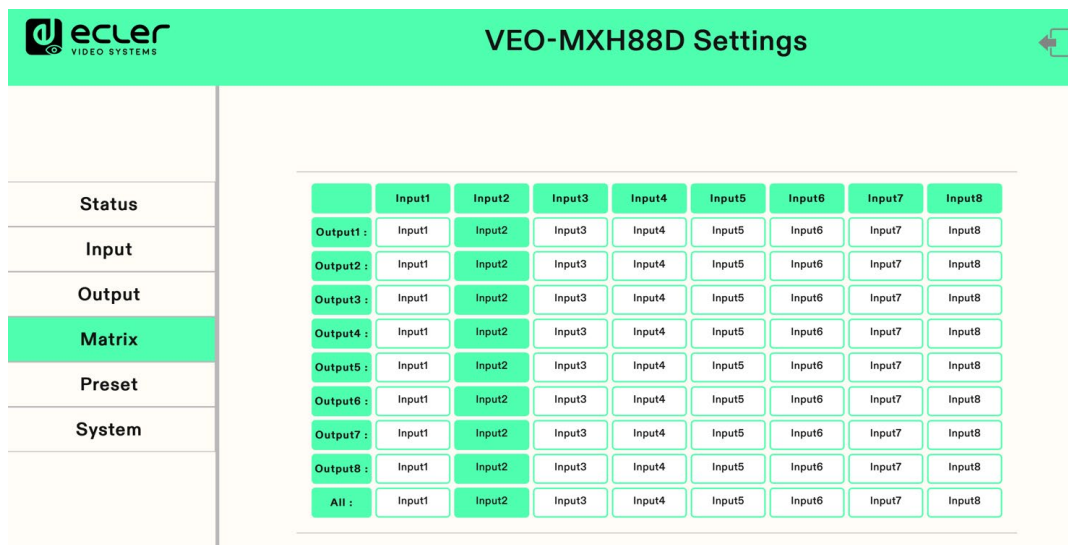 ecler
VIDEO SYSTEMS
VEO-MXH88D Settings
Status
Input
Output
Matrix
Preset
System
Input1 Input2 Input3 Input4 Input5 Input6 Input7 Input8
Output1 : Input1 Input2 Input3 Input4 Input5 Input6 Input7 Input8
Output2 : Input1 Input2 Input3 Input4 Input5 Input6 Input7 Input8
Output3 : Input1 Input2 Input3 Input4 Input5 Input6 Input7 Input8
Output4 : Input1 Input2 Input3 Input4 Input5 Input6 Input7 Input8
Output5 : Input1 Input2 Input3 Input4 Input5 Input6 Input7 Input8
Output6 : Input1 Input2 Input3 Input4 Input5 Input6 Input7 Input8
Output7 : Input1 Input2 Input3 Input4 Input5 Input6 Input7 Input8
Output8 : Input1 Input2 Input3 Input4 Input5 Input6 Input7 Input8
All : Input1 Input2 Input3 Input4 Input5 Input6 Input7 Input8